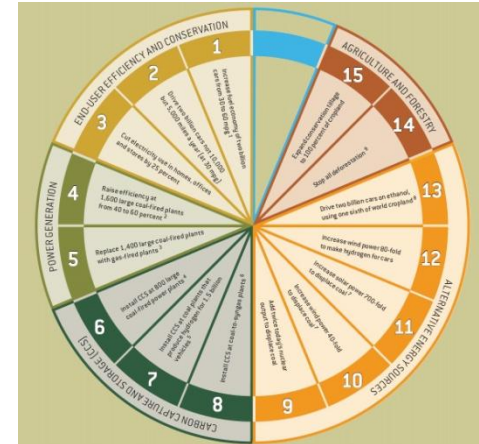 END-USER EFFICIENCY AND CONSERVATION
1
Increase fuel economy of two billion
cars from 30 to 60 mpg
2
Drive two billion cars not 10,000
but 5,000 miles a year (at 30 mpg)
3
Cut electricity use in homes, offices
and stores by 25 percent
POWER GENERATION
4
Raise efficiency at
1,600 large coal-fired plants
from 40 to 60 percent
5
Replace 1,400 large coal-fired plants
with gas-fired plants
CARBON CAPTURE AND STORAGE (CCS)
6
Install CCS at 800 large
coal-fired power plants
7
Install CCS at coal plants that
produce hydrogen for 1.5 billion
vehicles
8
Install CCS at coal-to-syngas plants
ALTERNATIVE ENERGY SOURCES
9
Add twice today's nuclear
output to displace coal
10
Increase wind power 40-fold
to displace coal
11
Increase solar power 700-fold
to displace coal
12
Increase wind power 80-fold
to make hydrogen for cars
13
Drive two billion cars on ethanol,
using one sixth of world cropland
AGRICULTURE AND FORESTRY
14
Stop all deforestation
15
Expand conservation tillage
to 100 percent of cropland